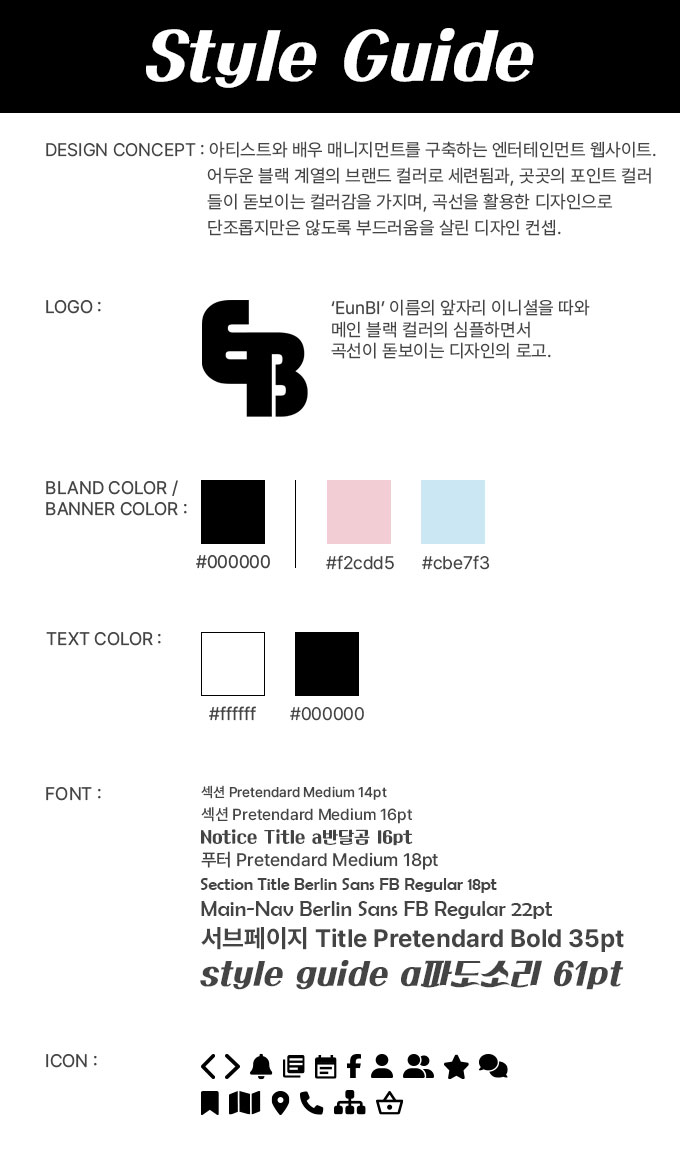 Style Guide
DESIGN CONCEPT : 아티스트와 배우 매니지먼트를 구축하는 엔터테인먼트 웹사이트.
어두운 블랙 계열의 브랜드 컬러로 세련됨과, 곳곳의 포인트 컬러
들이 돋보이는 컬러감을 가지며, 곡선을 활용한 디자인으로
단조롭지만은 않도록 부드러움을 살린 디자인 컨셉.
LOGO :
EB
‘EunBI’ 이름의 앞자리 이니셜을 따와
메인 블랙 컬러의 심플하면서
곡선이 돋보이는 디자인의 로고.
BLAND COLOR /
BANNER COLOR :
#000000
#f2cdd5
#cbe7f3
TEXT COLOR :
#ffffff
#000000
FONT :
섹션 Pretendard Medium 14pt
섹션 Pretendard Medium 16pt
Notice Title a반달곰 16pt
푸터 Pretendard Medium 18pt
Section Title Berlin Sans FB Regular 18pt
Main-Nav Berlin Sans FB Regular 22pt
서브페이지 Title Pretendard Bold 35pt
style guide a파도소리 61pt
ICON :